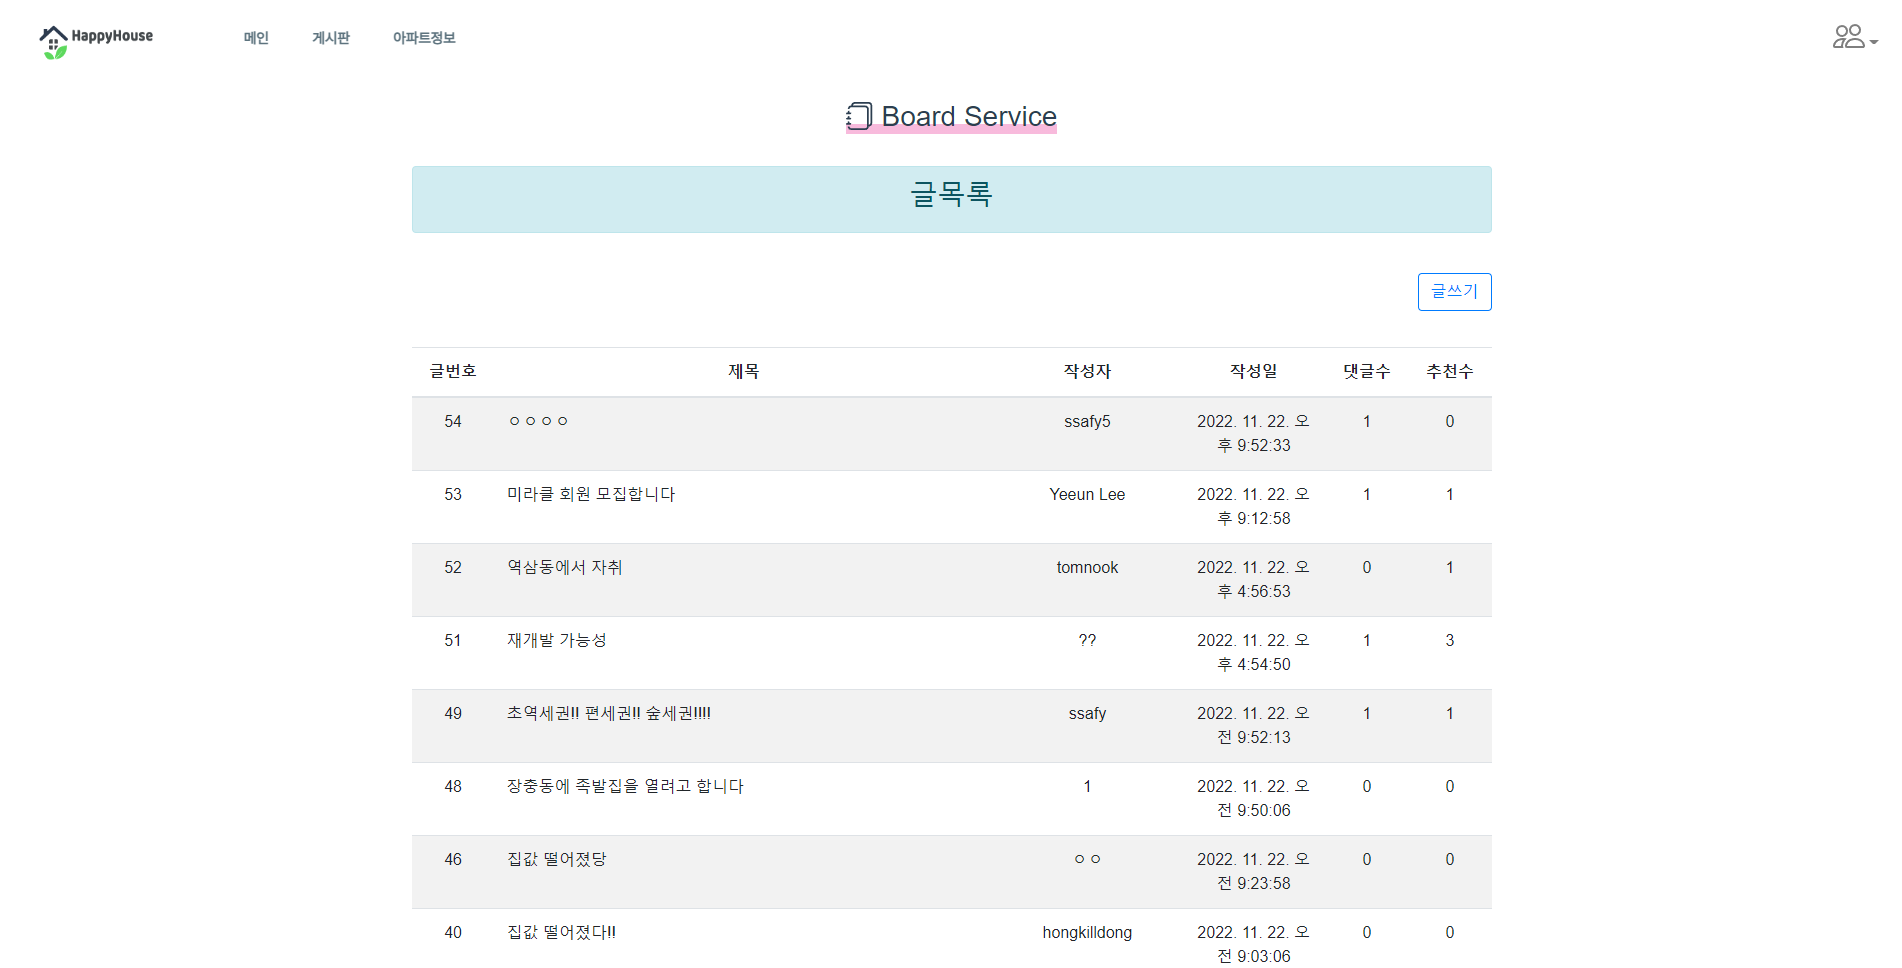 HappyHouse 메인 게시판 아파트정보
Board Service
글목록
글쓰기
글번호 제목 작성자 작성일 댓글수 추천수
54 ㅇㅇㅇㅇ ssafy5 2022. 11. 22. 오 1 0
후 9:52:33
53 미라클 회원 모집합니다 Yeeun Lee 2022. 11. 22. 오 1 1
후 9:12:58
52 역삼동에서 자취 tomnook 2022. 11. 22. 오 0 1
후 4:56:53
51 재개발 가능성 ?? 2022. 11. 22. 오 1 3
후 4:54:50
49 초역세권!! 편세권!! 숲세권!!!! ssafy 2022. 11. 22. 오 1 1
전 9:52:13
48 장충동에 족발집을 열려고 합니다 1 2022. 11. 22. 오 0 0
전 9:50:06
46 집값 떨어졌당 ㅇㅇ 2022. 11. 22. 오 0 0
전 9:23:58
40 집값 떨어졌다!! hongkilldong 2022. 11. 22. 오 0 0
전 9:03:06